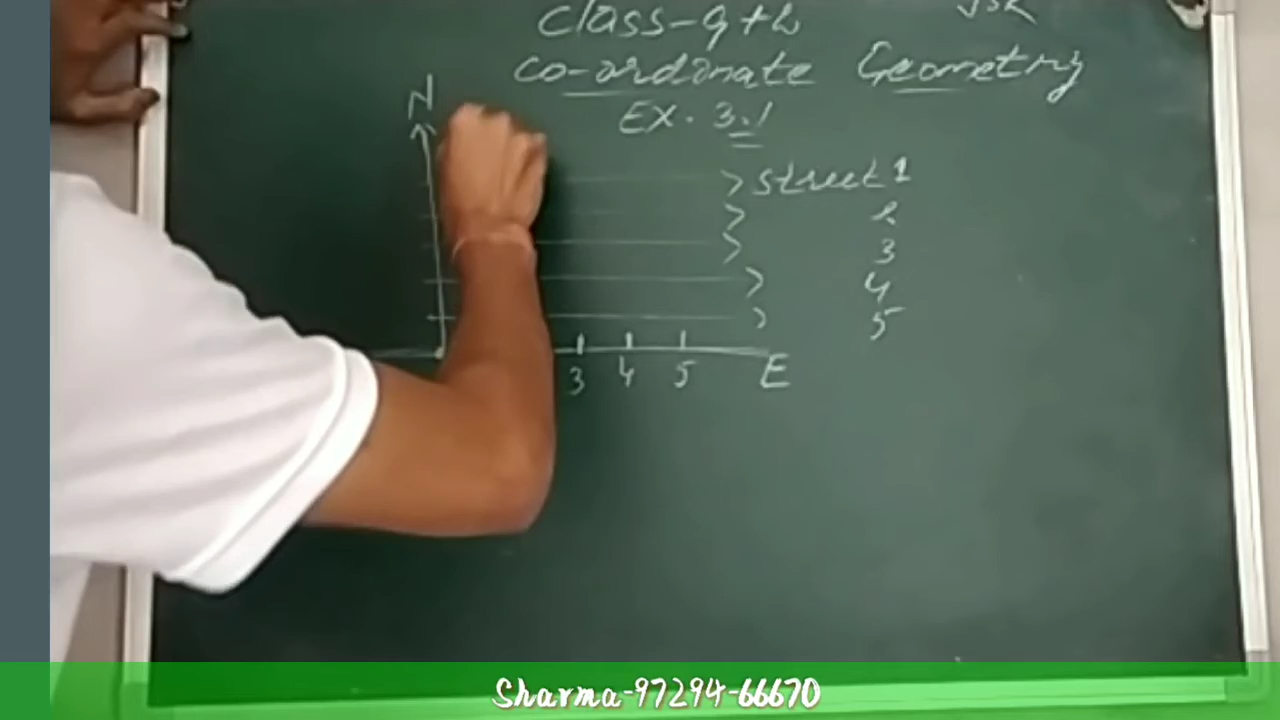 class-9th
co-ordinate Geometry
EX. 3.1
N
street 1
2
3
4
5
3 4 5 E
Sharma-97294-66670